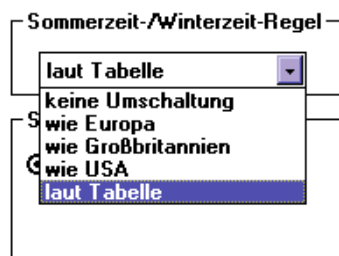 Sommerzeit-/Winterzeit-Regel
laut Tabelle
keine Umschaltung
wie Europa
wie Großbritannien
wie USA
laut Tabelle